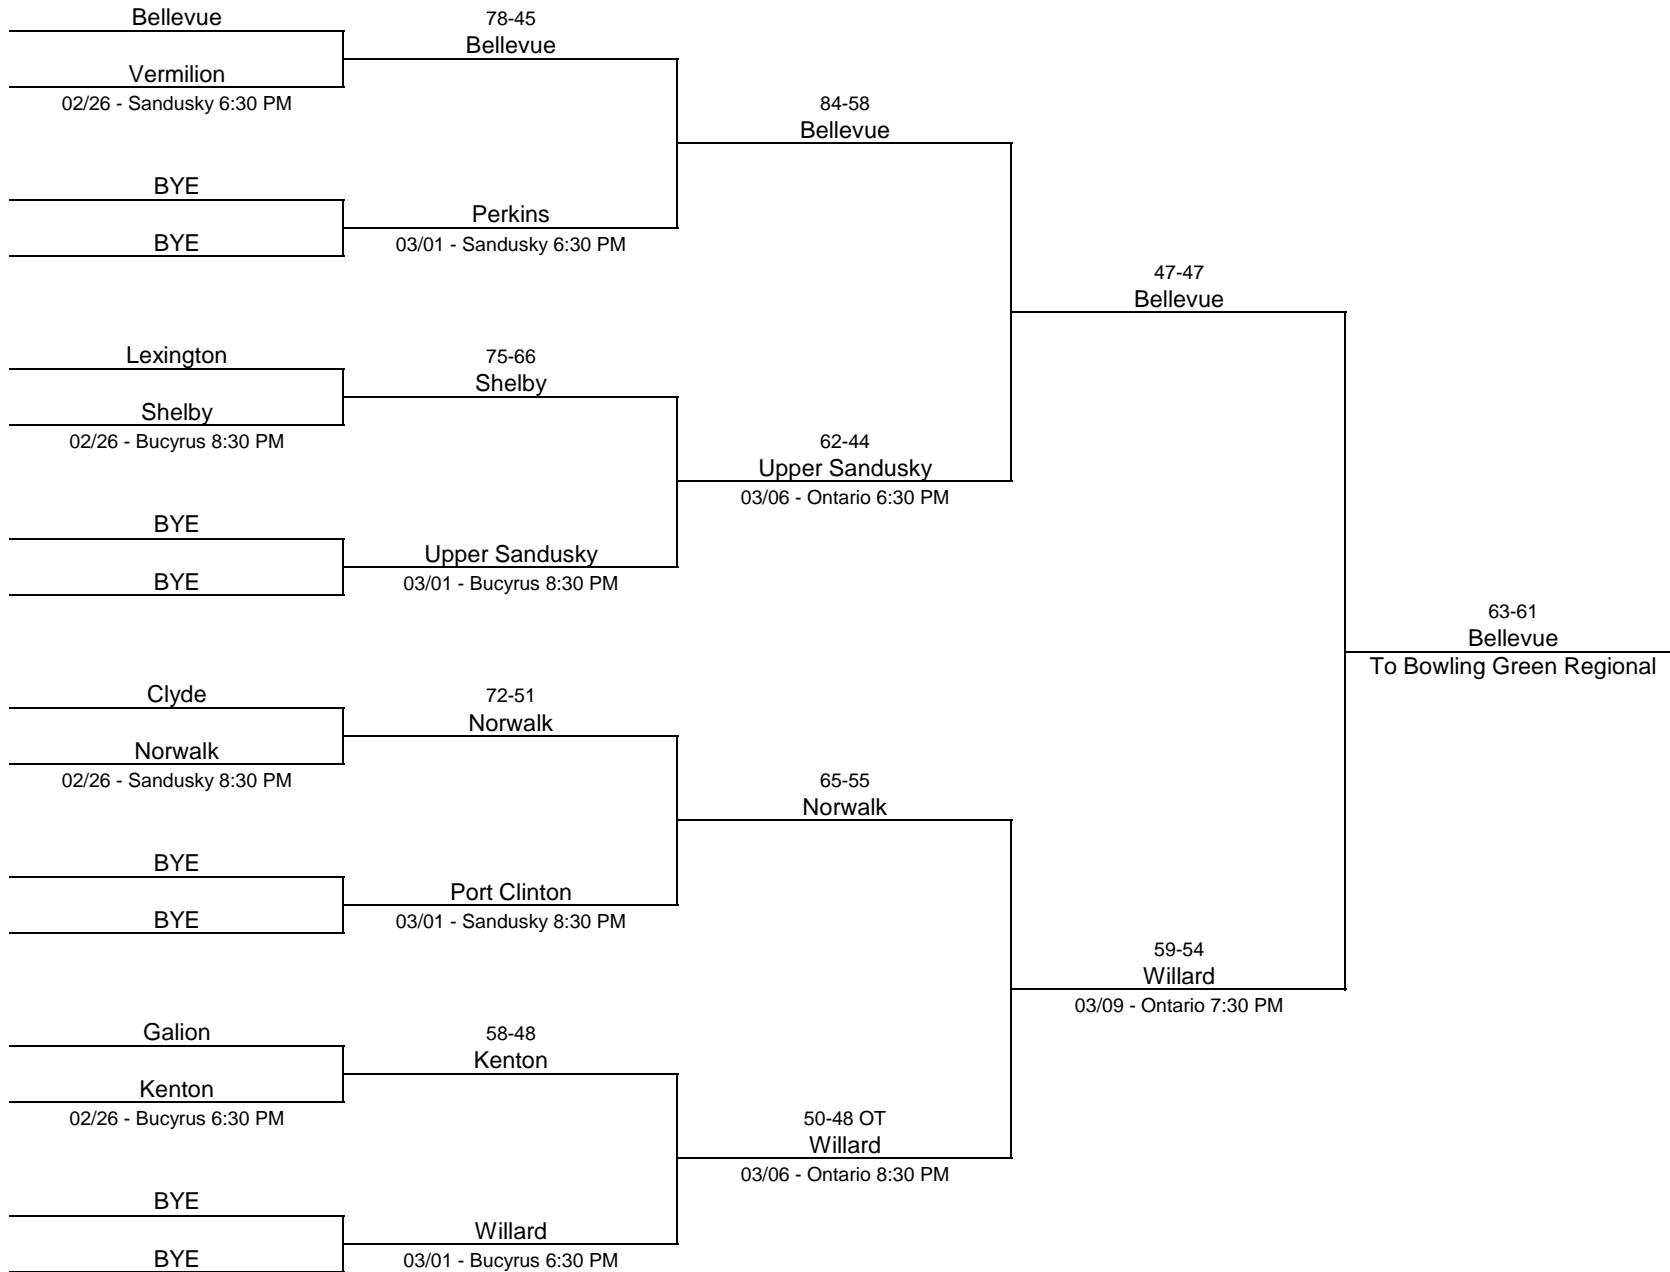 Bellevue
Vermilion
02/26 - Sandusky 6:30 PM
BYE
BYE
Lexington
Shelby
02/26 - Bucyrus 8:30 PM
BYE
BYE
Clyde
Norwalk
02/26 - Sandusky 8:30 PM
BYE
BYE
Galion
Kenton
02/26 - Bucyrus 6:30 PM
BYE
BYE
78-45
Bellevue
Perkins
03/01 - Sandusky 6:30 PM
75-66
Shelby
Upper Sandusky
03/01 - Bucyrus 8:30 PM
72-51
Norwalk
Port Clinton
03/01 - Sandusky 8:30 PM
58-48
Kenton
Willard
03/01 - Bucyrus 6:30 PM
84-58
Bellevue
62-44
Upper Sandusky
03/06 - Ontario 6:30 PM
65-55
Norwalk
50-48 OT
Willard
03/06 - Ontario 8:30 PM
47-47
Bellevue
59-54
Willard
03/09 - Ontario 7:30 PM
63-61
Bellevue
To Bowling Green Regional